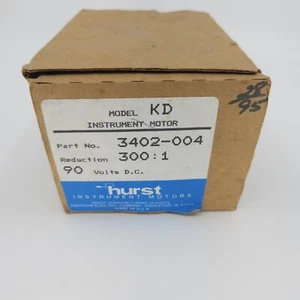 MODEL KD
INSTRUMENT MOTOR
Part No. 3402-004
Reduction 300:1
90 Volts D.C.
hurst
INSTRUMENT MOTORS
28
95